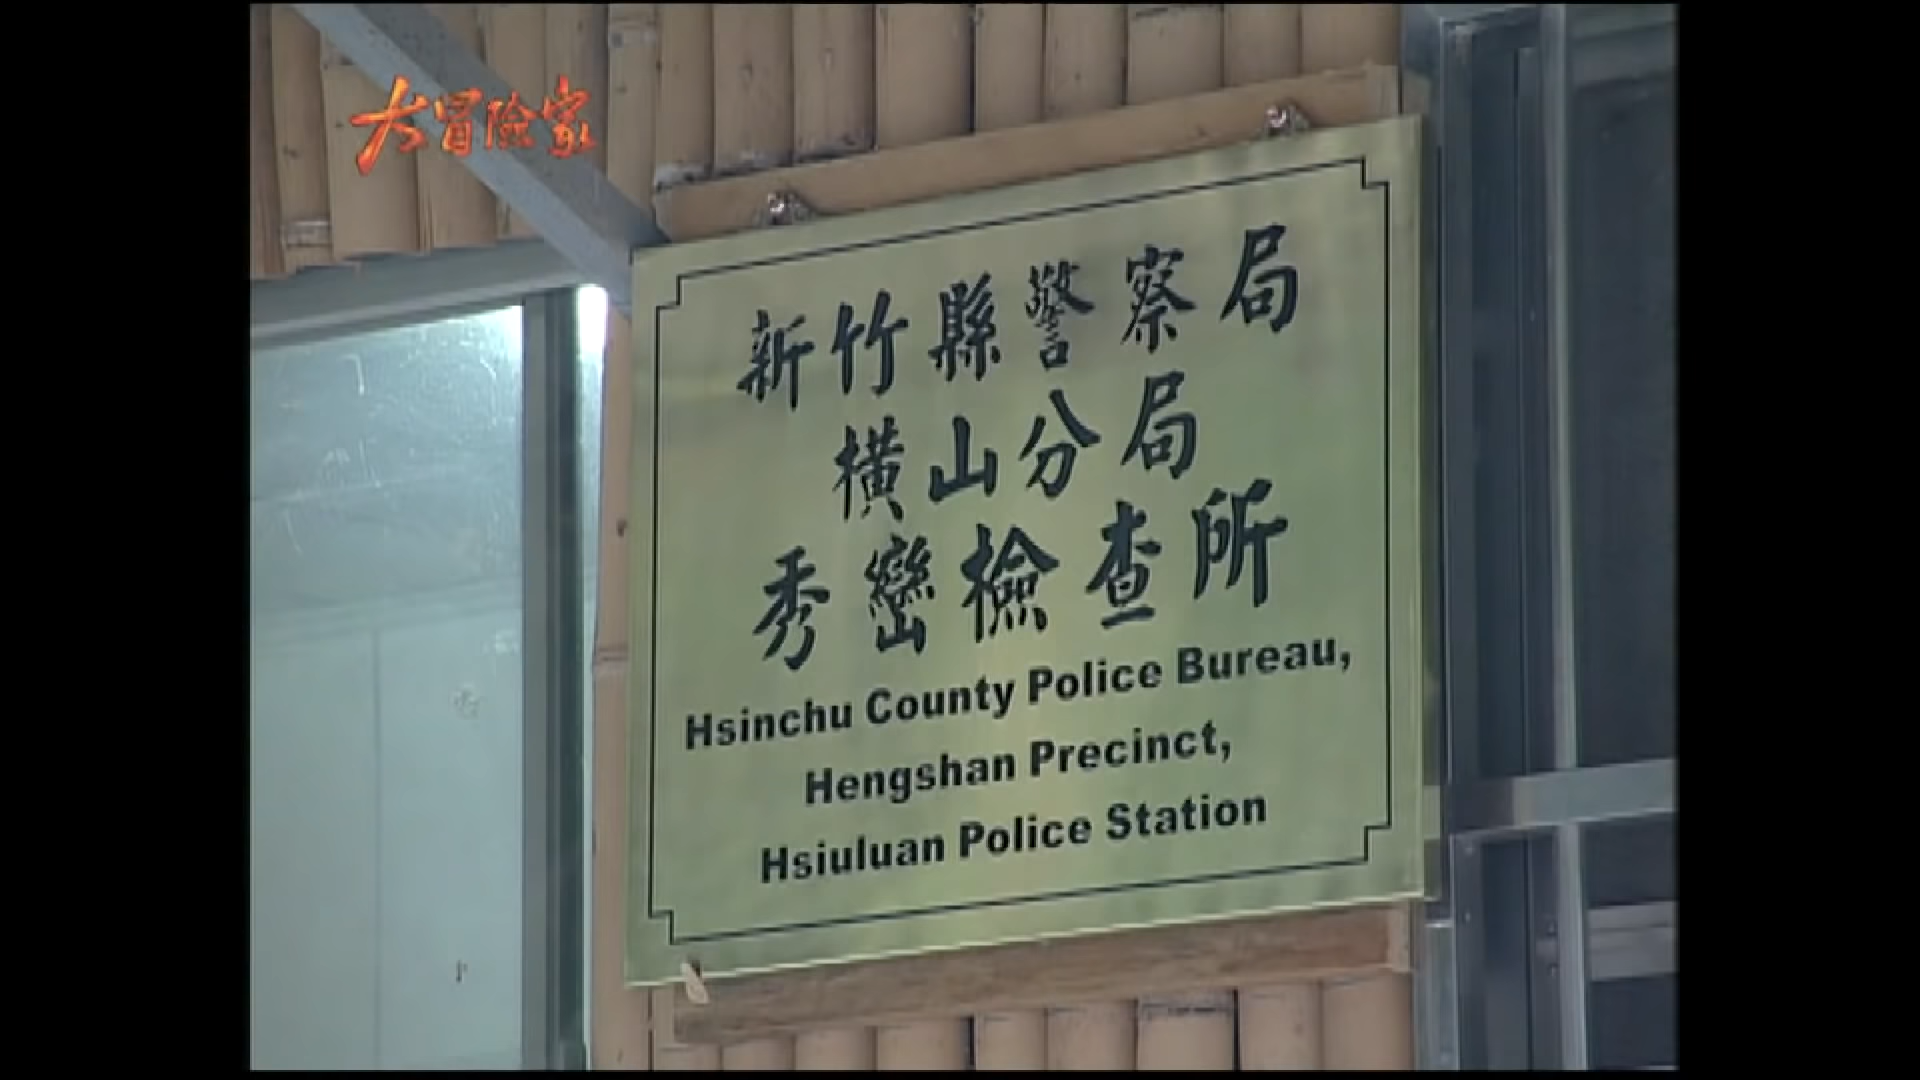 大冒險家
新竹縣警察局
橫山分局
秀巒檢查所
Hsinchu County Police Bureau,
Hengshan Precinct,
Hsiuluan Police Station